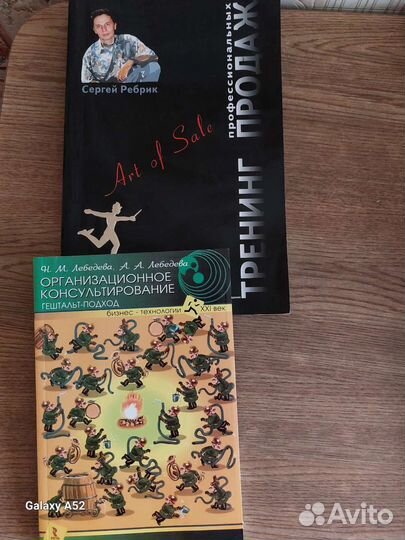 Сергей Ребрик
Art of Sale
ТРЕНИНГ
профессиональных
ПРОДАЖ
Н. М. Лебедева, А. А. Лебедева
ОРГАНИЗАЦИОННОЕ
КОНСУЛЬТИРОВАНИЕ
ГЕШТАЛЬТ-ПОДХОД
бизнес - технологии XXI век
Galaxy A52
Avito